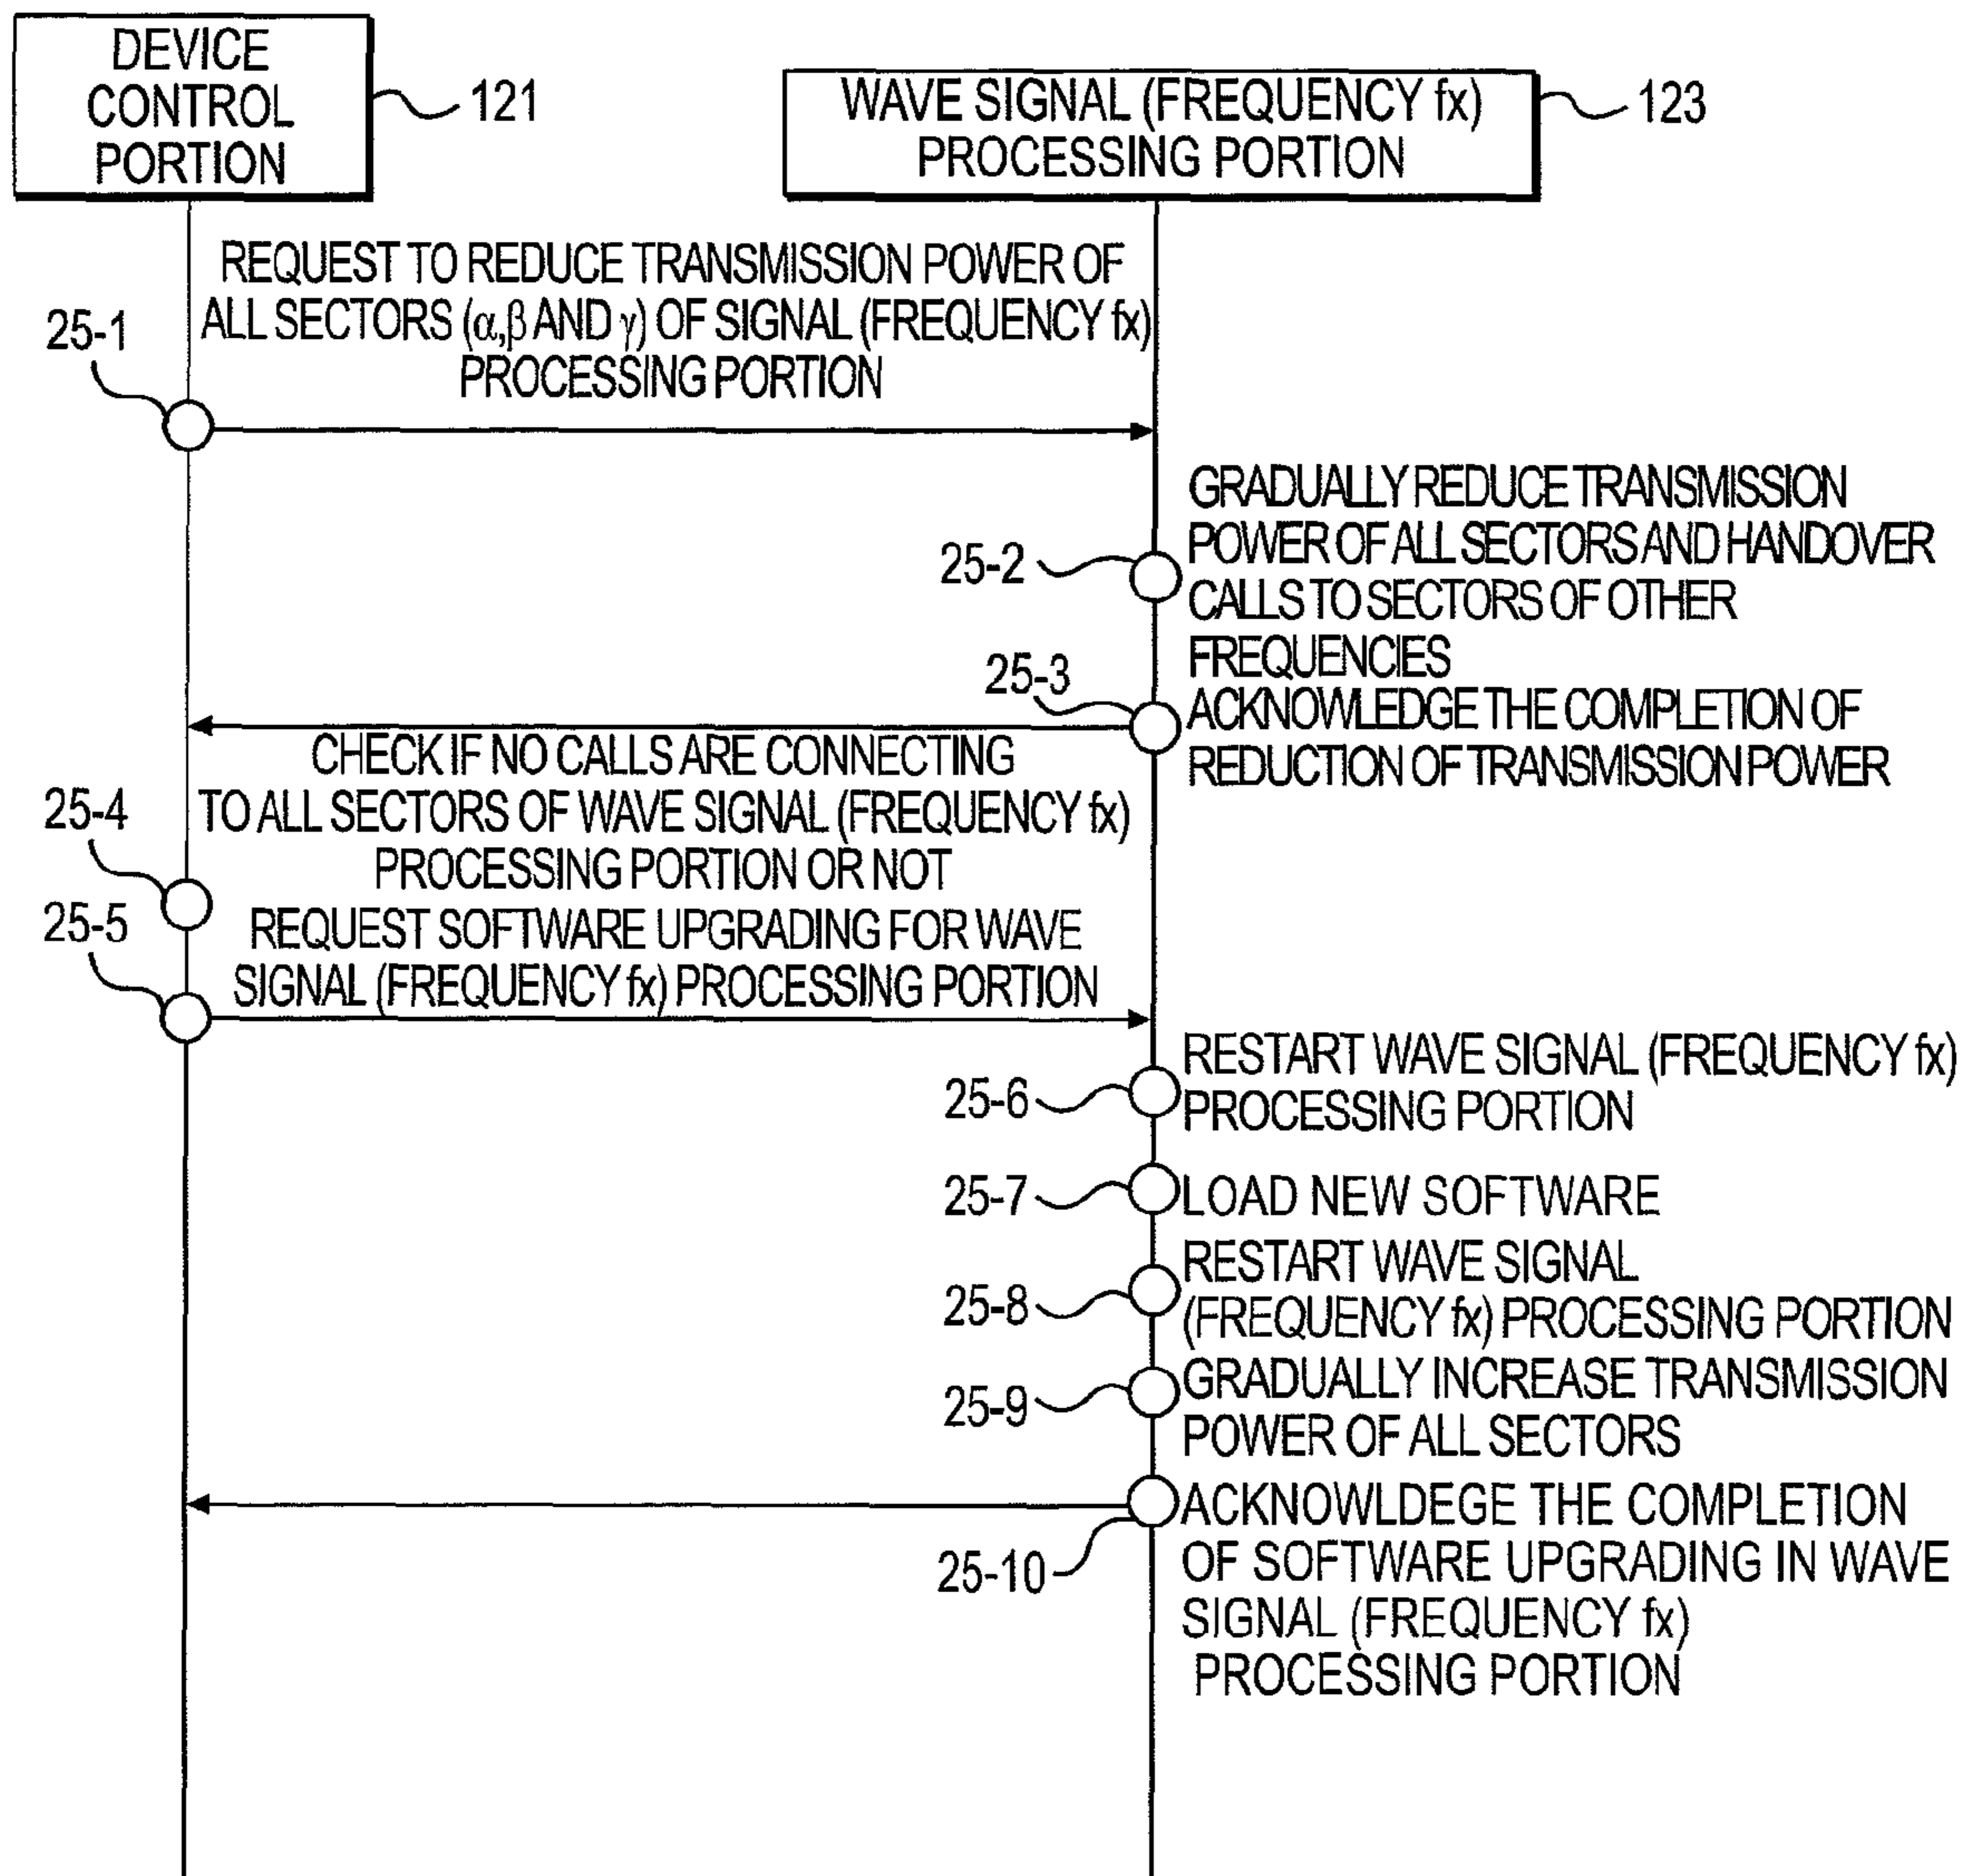 DEVICE
CONTROL
PORTION
121
WAVE SIGNAL (FREQUENCY fx)
PROCESSING PORTION
123
REQUEST TO REDUCE TRANSMISSION POWER OF
ALL SECTORS (α,β AND γ) OF SIGNAL (FREQUENCY fx)
PROCESSING PORTION
25-1
25-2
GRADUALLY REDUCE TRANSMISSION
POWER OF ALL SECTORS AND HANDOVER
CALLS TO SECTORS OF OTHER
FREQUENCIES
25-3
ACKNOWLEDGE THE COMPLETION OF
REDUCTION OF TRANSMISSION POWER
CHECK IF NO CALLS ARE CONNECTING
TO ALL SECTORS OF WAVE SIGNAL (FREQUENCY fx)
PROCESSING PORTION OR NOT
25-4
25-5
REQUEST SOFTWARE UPGRADING FOR WAVE
SIGNAL (FREQUENCY fx) PROCESSING PORTION
25-6
RESTART WAVE SIGNAL (FREQUENCY fx)
PROCESSING PORTION
25-7
LOAD NEW SOFTWARE
25-8
RESTART WAVE SIGNAL
(FREQUENCY fx) PROCESSING PORTION
25-9
GRADUALLY INCREASE TRANSMISSION
POWER OF ALL SECTORS
25-10
ACKNOWLDEGE THE COMPLETION
OF SOFTWARE UPGRADING IN WAVE
SIGNAL (FREQUENCY fx)
PROCESSING PORTION